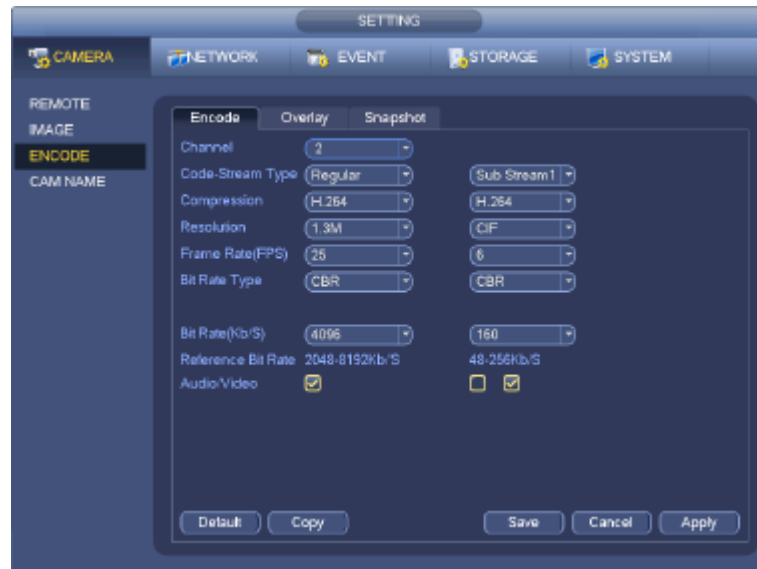 SETTING
CAMERA NETWORK EVENT STORAGE SYSTEM
REMOTE
IMAGE
ENCODE
CAM NAME
Encode Overlay Snapshot
Channel 2
Code-Stream Type Regular Sub Stream1
Compression H.264 H.264
Resolution 1.3M CIF
Frame Rate(FPS) 25 6
Bit Rate Type CBR CBR
Bit Rate(Kb/S) 4096 160
Reference Bit Rate 2048-8192Kb/S 48-256Kb/S
Audio/Video
Default Copy Save Cancel Apply